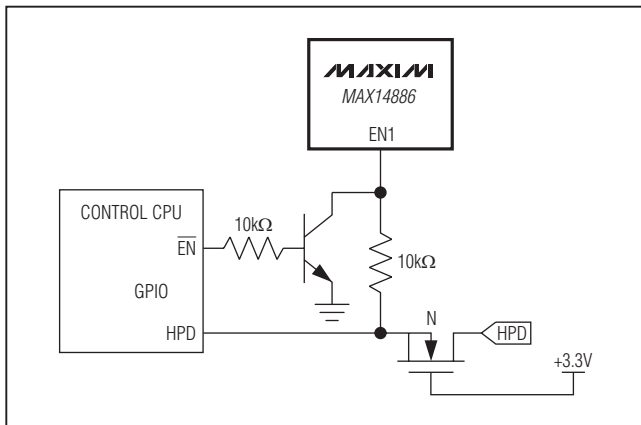 MAXIM
MAX14886
EN1
CONTROL CPU
10kΩ
EN
10kΩ
GPIO
HPD
N
HPD
+3.3V